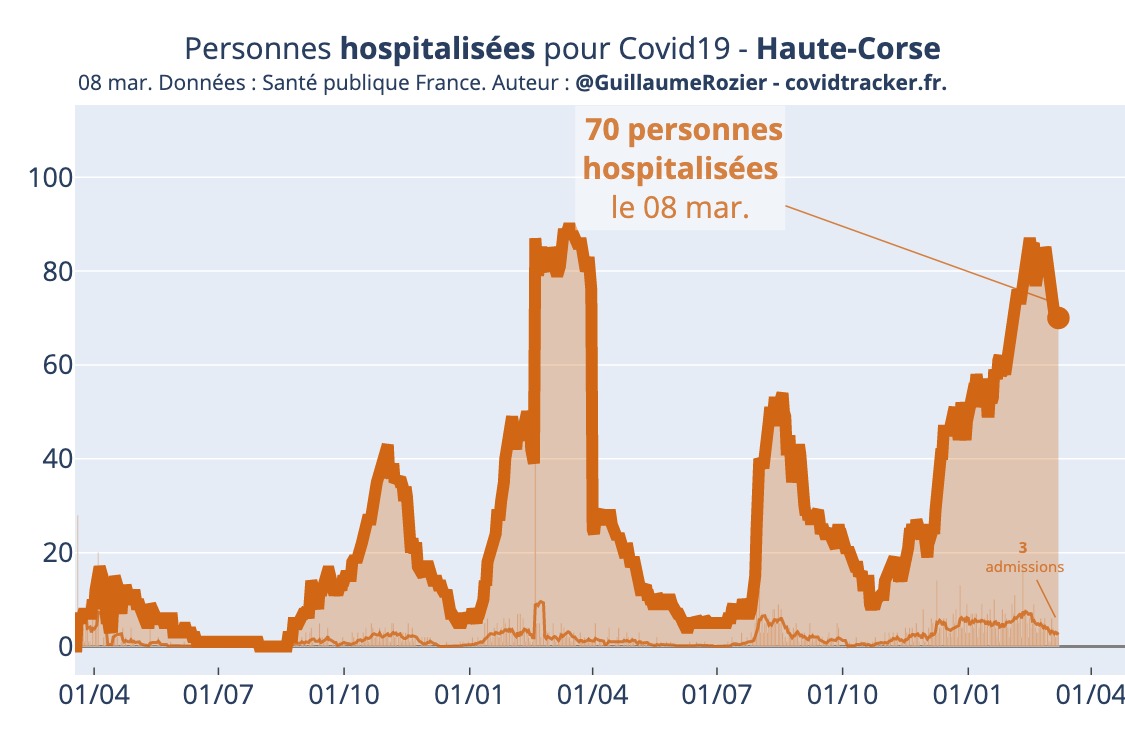 Personnes hospitalisées pour Covid19 - Haute-Corse
08 mar. Données : Santé publique France. Auteur : @GuillaumeRozier - covidtracker.fr.
70 personnes
hospitalisées
le 08 mar.
100
80
60
40
20
0
3
admissions
01/04 01/07 01/10 01/01 01/04 01/07 01/10 01/01 01/04